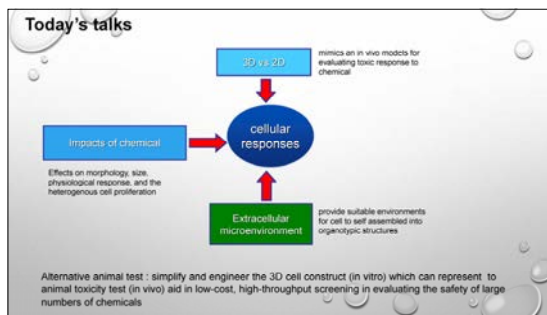 Today's talks
3D vs 2D
mimics an in vivo models for
evaluating toxic response to
chemical
cellular
responses
Impacts of chemical
Effects on morphology, size,
physiological response, and the
heterogenous cell proliferation
Extracellular
microenvironment
provide suitable environments
for cell to self assembled into
organotypic structures
Alternative animal test : simplify and engineer the 3D cell construct (in vitro) which can represent to
animal toxicity test (in vivo) aid in low-cost, high-throughput screening in evaluating the safety of large
numbers of chemicals